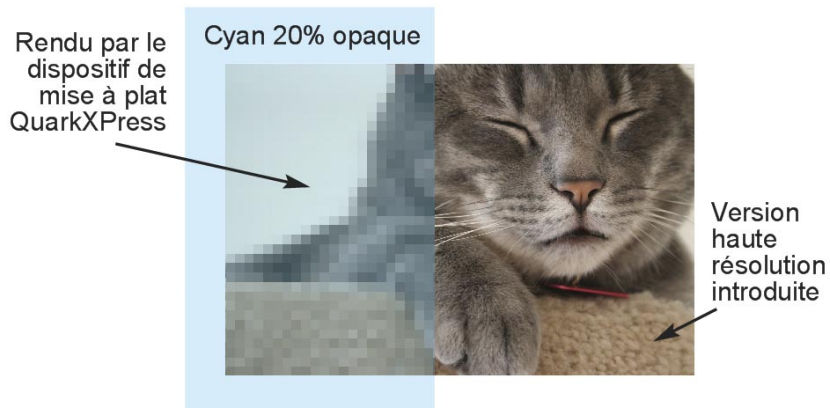 Rendu par le
dispositif de
mise à plat
QuarkXPress
Cyan 20% opaque
Version
haute
résolution
introduite